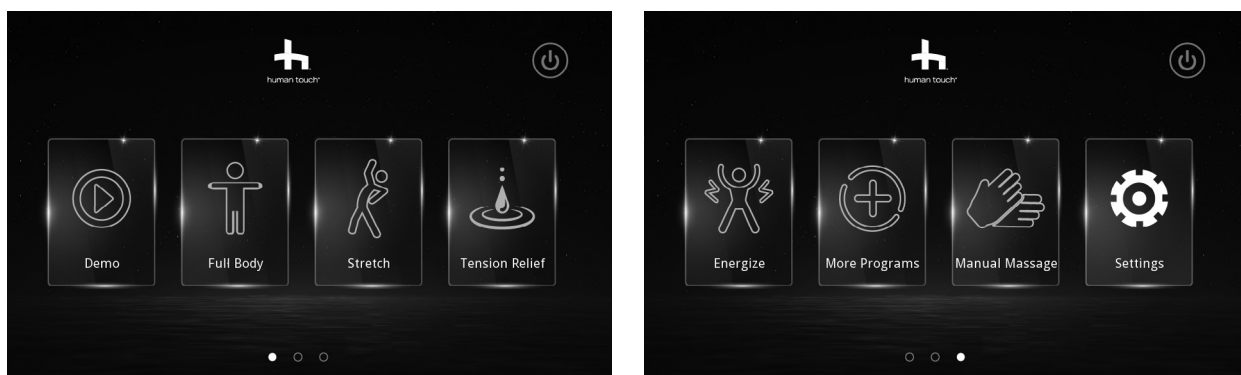 human touch®
Demo
Full Body
Stretch
Tension Relief
human touch®
Energize
More Programs
Manual Massage
Settings